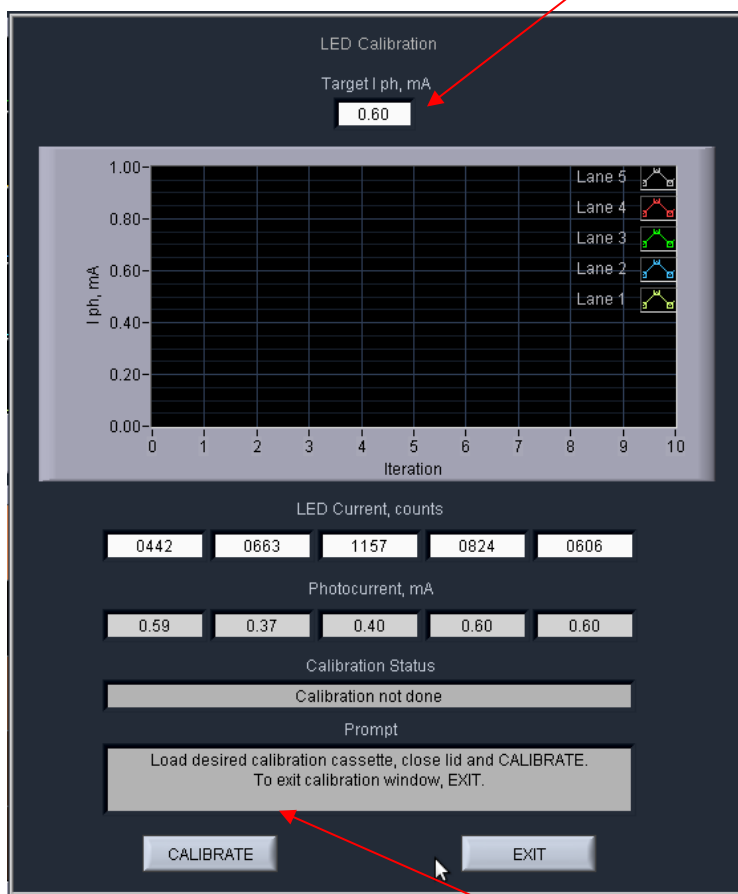 LED Calibration
Target I ph, mA
0.60
1.00
0.80
0.60
0.40
0.20
0.00
I ph, mA
0 1 2 3 4 5 6 7 8 9 10
Iteration
Lane 5
Lane 4
Lane 3
Lane 2
Lane 1
LED Current, counts
0442 0663 1157 0824 0606
Photocurrent, mA
0.59 0.37 0.40 0.60 0.60
Calibration Status
Calibration not done
Prompt
Load desired calibration cassette, close lid and CALIBRATE.
To exit calibration window, EXIT.
CALIBRATE EXIT